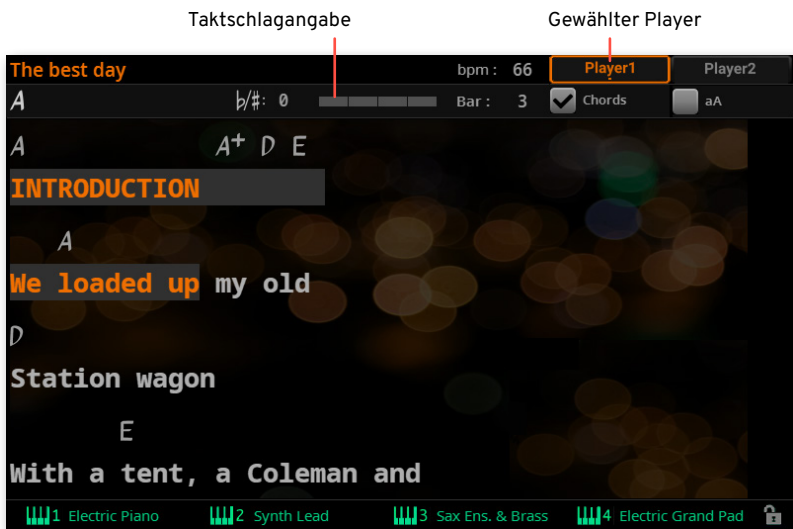 Taktschlagangabe Gewählter Player
The best day bpm: 66 Player1 Player2
A b/#: 0 Bar: 3 Chords aA
A A+ D E
INTRODUCTION
A
We loaded up my old
D
Station wagon
E
With a tent, a Coleman and
1 Electric Piano 2 Synth Lead 3 Sax Ens. & Brass 4 Electric Grand Pad